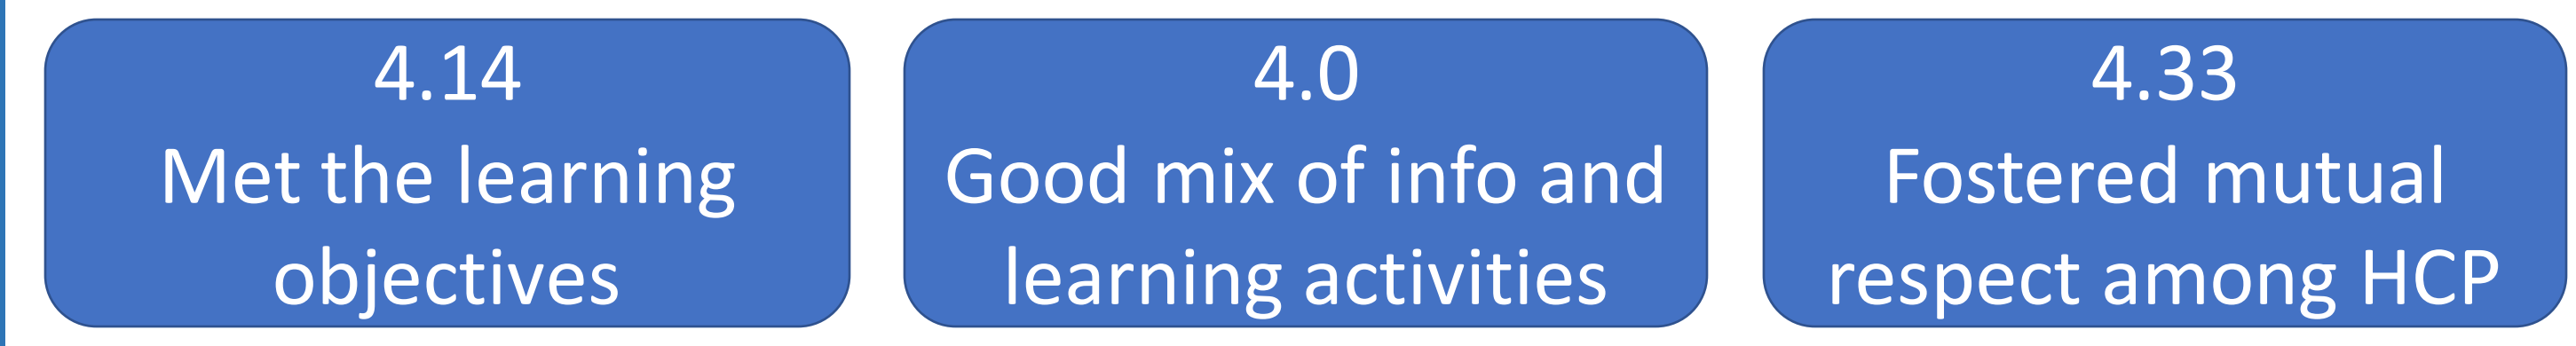 4.14
Met the learning
objectives
4.0
Good mix of info and
learning activities
4.33
Fostered mutual
respect among HCP